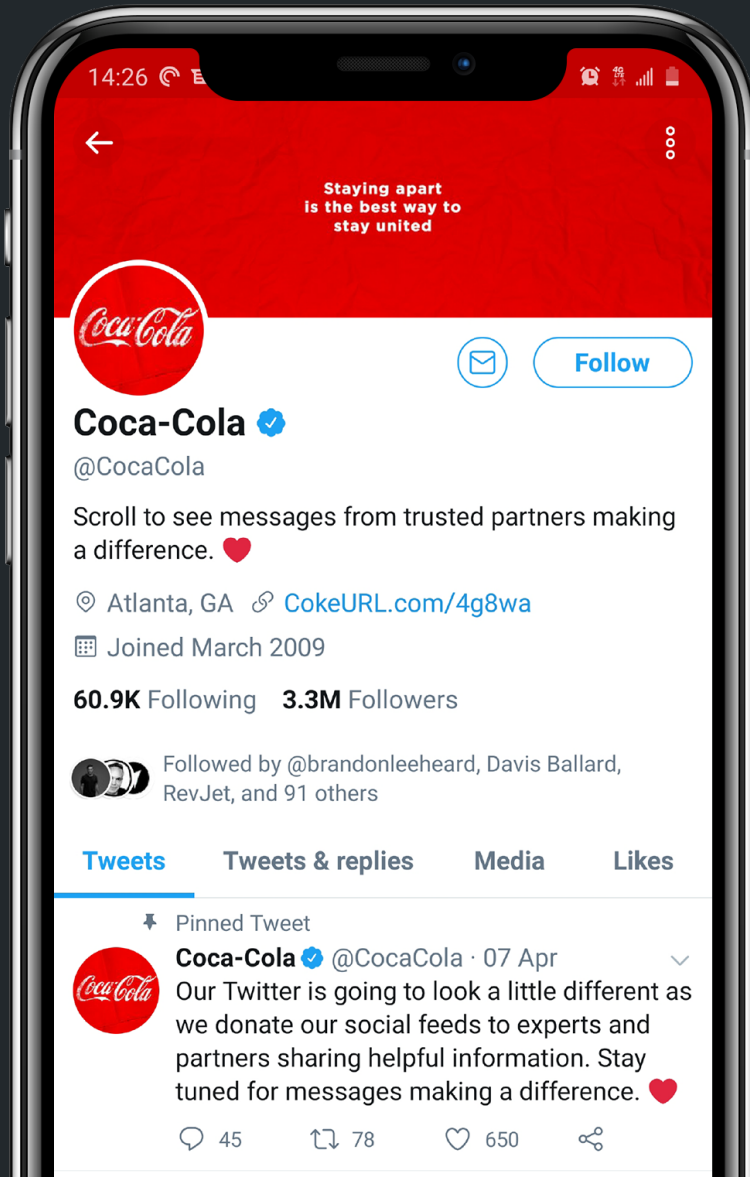 14:26
4G
Staying apart
is the best way to
stay united
Coca-Cola
Follow
Coca-Cola
@CocaCola
Scroll to see messages from trusted partners making
a difference. ❤️
Atlanta, GA CokeURL.com/4g8wa
Joined March 2009
60.9K Following 3.3M Followers
Followed by @brandonleeheard, Davis Ballard,
RevJet, and 91 others
Tweets Tweets & replies Media Likes
Pinned Tweet
Coca-Cola @CocaCola · 07 Apr
Coca-Cola
Our Twitter is going to look a little different as
we donate our social feeds to experts and
partners sharing helpful information. Stay
tuned for messages making a difference. ❤️
45 78 650